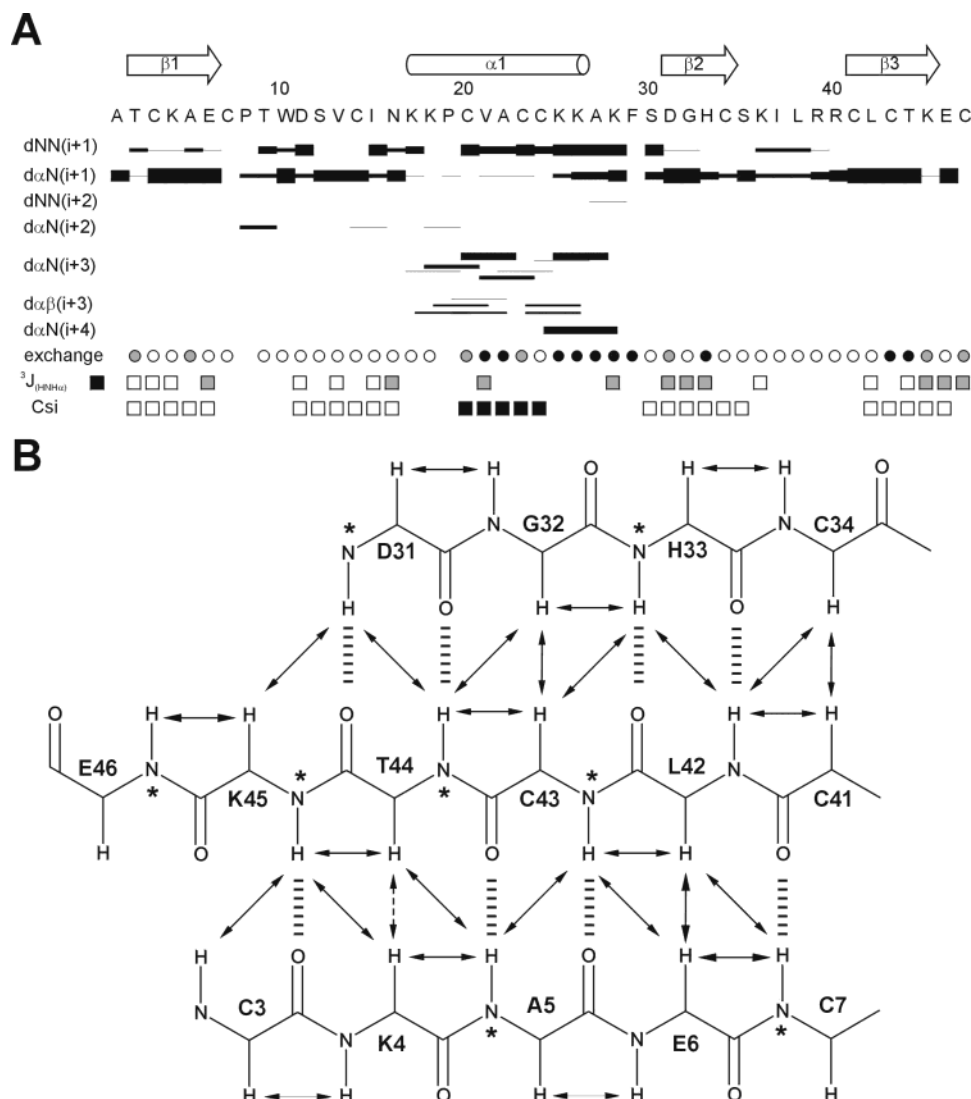 A
β1 α1 β2 β3
10 20 30 40
A T C K A E C P T W D S V C I N K K P C V A C C K K A K F S D G H C S K I L R R C L C T K E C
dNN(i+1)
dαN(i+1)
dNN(i+2)
dαN(i+2)
dαN(i+3)
dαβ(i+3)
dαN(i+4)
exchange
³J(HNHα)
Csi
B
H H O H H O
* N G32 * N C34
N D31 N H33
H O H H O H
O H H O H H O H H
E46 N * T44 N * L42 N
* K45 N * C43 N C41
H O H H O H H O
H O H H O H H
N C3 N A5 N C7
N K4 * N E6 *
H H O H H O H